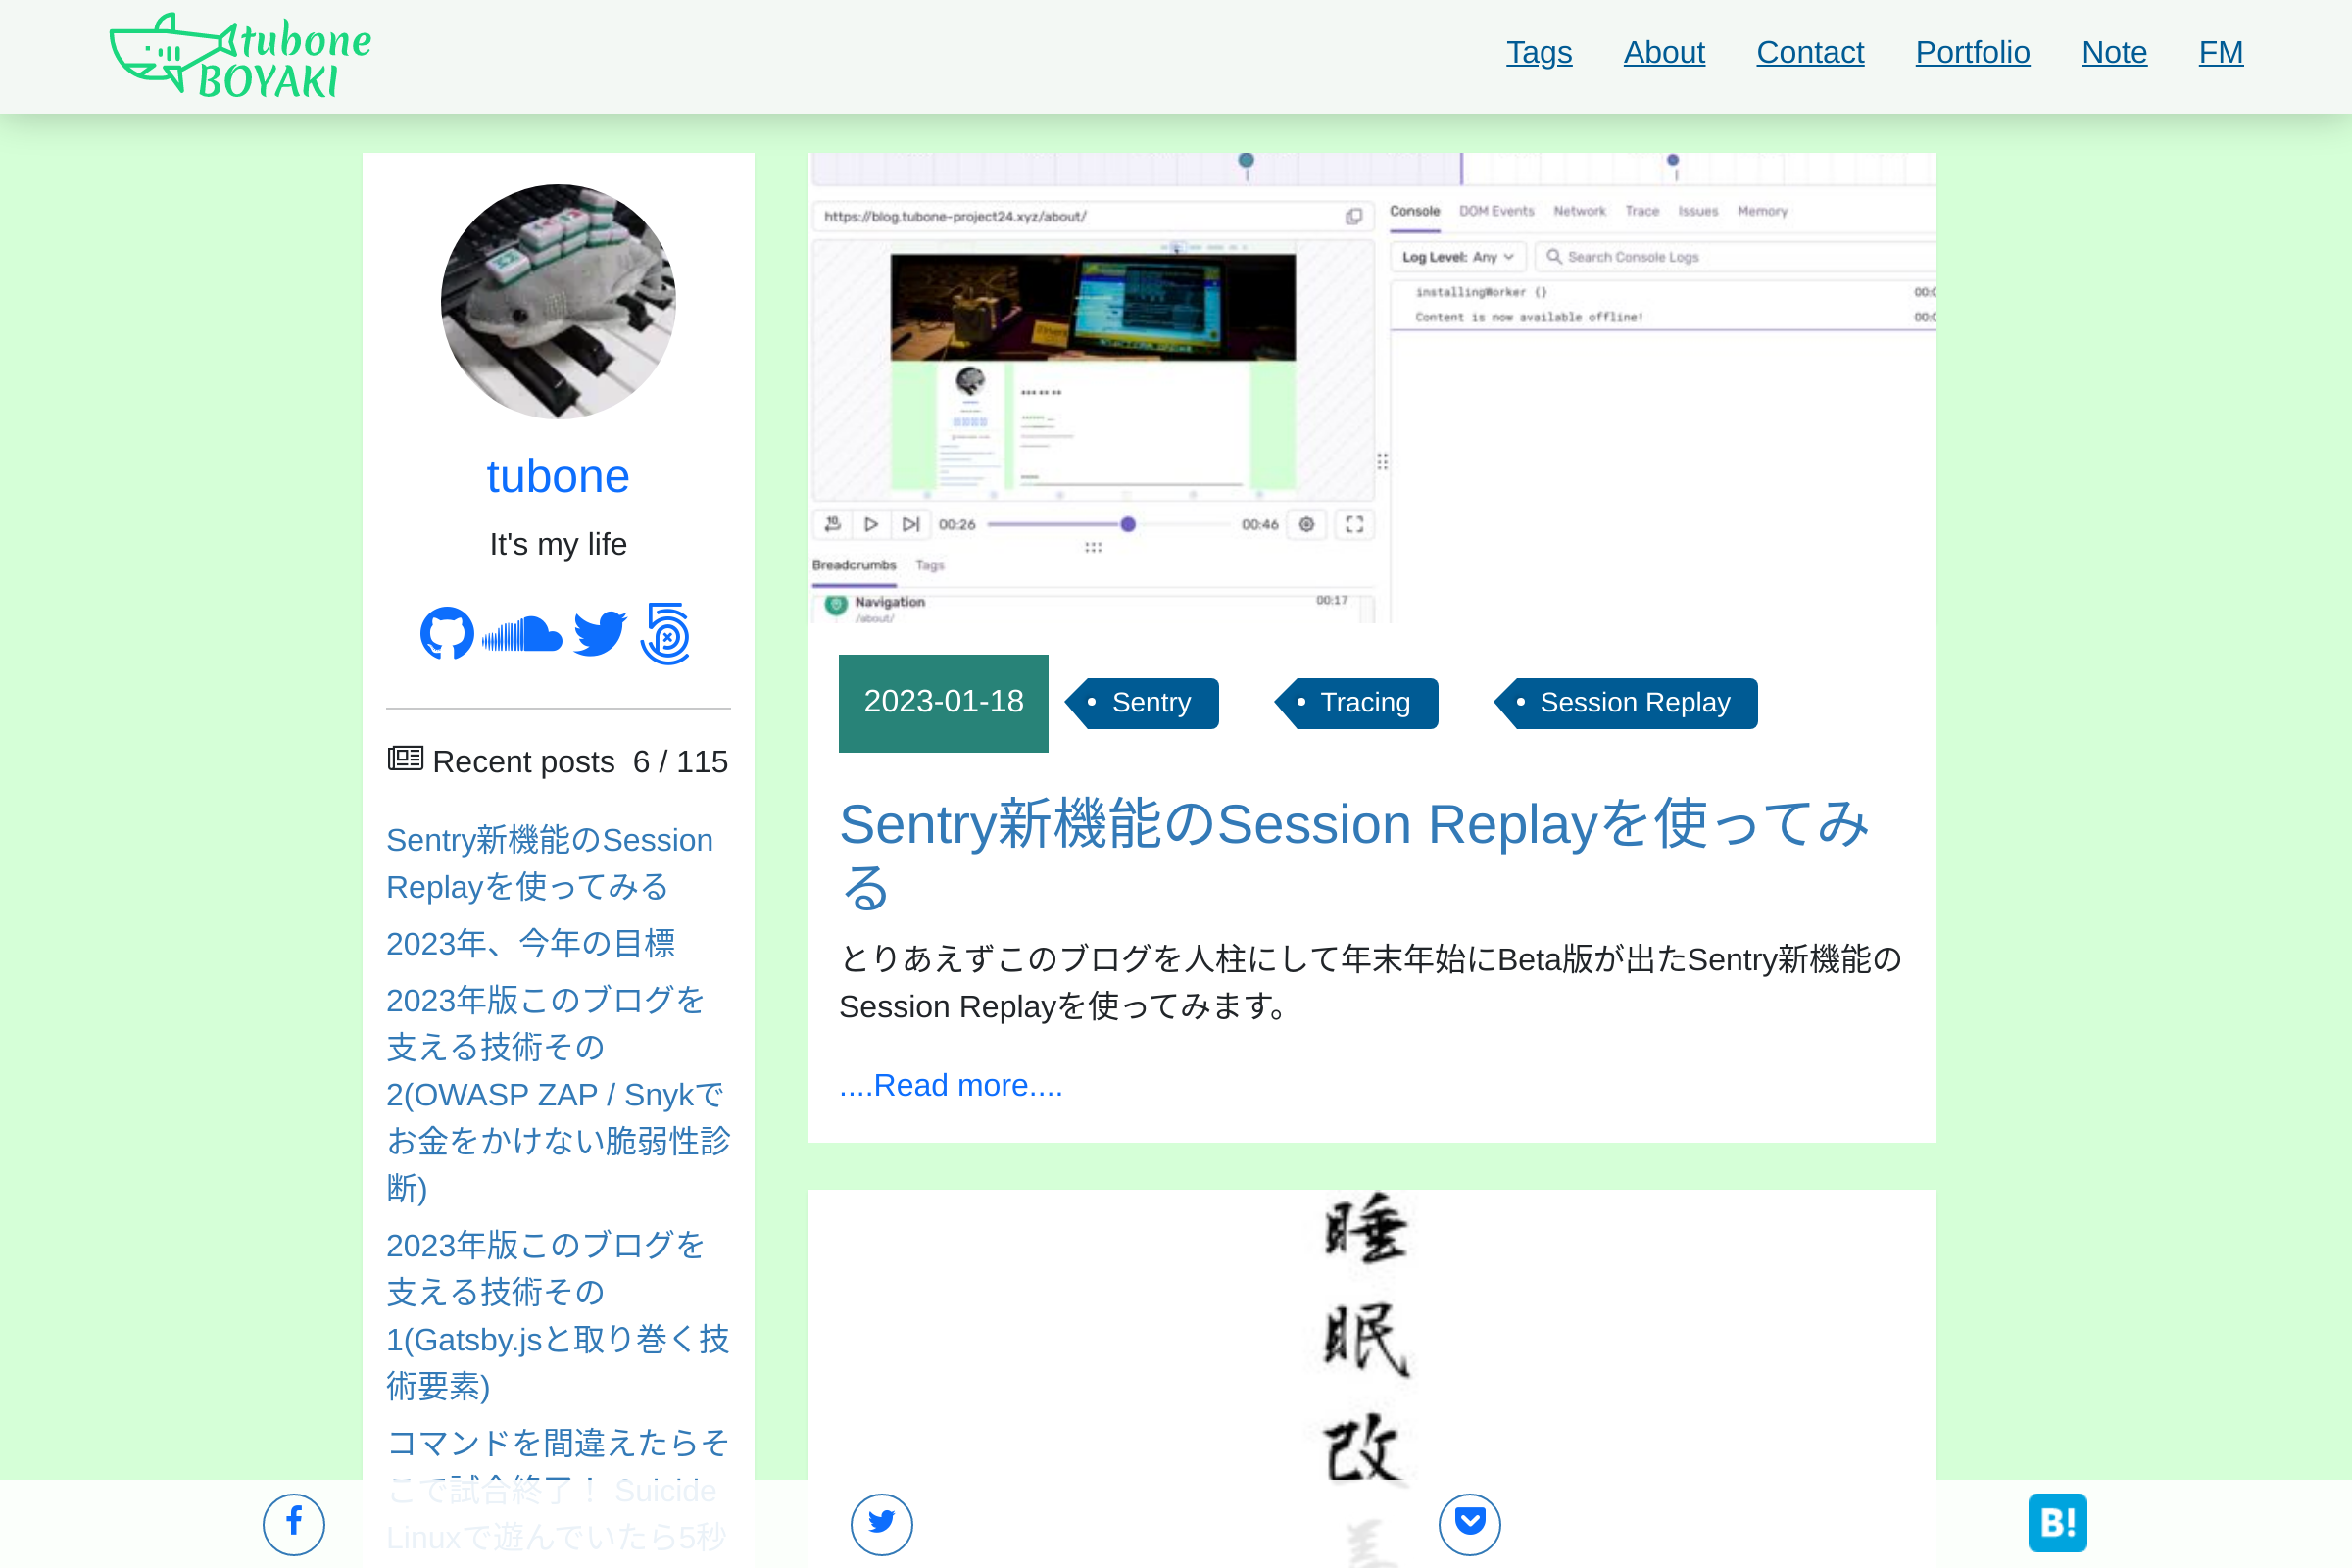 tubone
BOYAKI
Tags About Contact Portfolio Note FM
tubone
It's my life
Recent posts 6 / 115
Sentry新機能のSession
Replayを使ってみる
2023年、今年の目標
2023年版このブログを
支える技術その
2(OWASP ZAP / Snykで
お金をかけない脆弱性診
断)
2023年版このブログを
支える技術その
1(Gatsby.jsと取り巻く技
術要素)
コマンドを間違えたらそ
こで試合終了！ Suicide
Linuxで遊んでいたら5秒
https://blog.tubone-project24.xyz/about/
Console DOM Events Network Trace Issues Memory
Log Level: Any
Search Console Logs
installingWorker {}
Content is now available offline!
10 00:26 00:46
Breadcrumbs Tags
Navigation 00:17
/about/
2023-01-18
Sentry
Tracing
Session Replay
Sentry新機能のSession Replayを使ってみ
る
とりあえずこのブログを人柱にして年末年始にBeta版が出たSentry新機能の
Session Replayを使ってみます。
....Read more....
睡
眠
改
B!